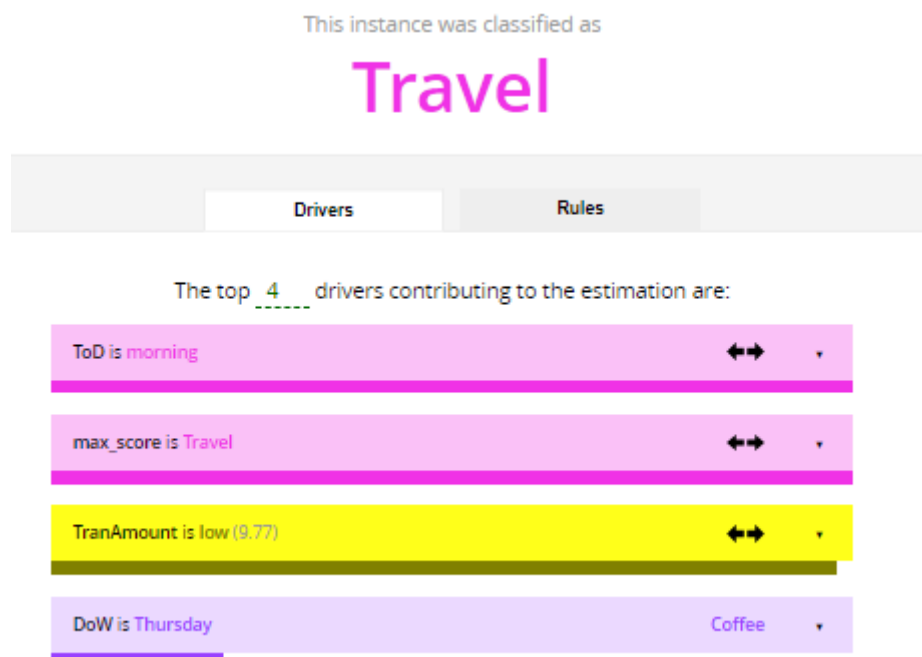 This instance was classified as
Travel
Drivers Rules
The top 4 drivers contributing to the estimation are:
ToD is morning
max_score is Travel
TranAmount is low (9.77)
DoW is Thursday Coffee